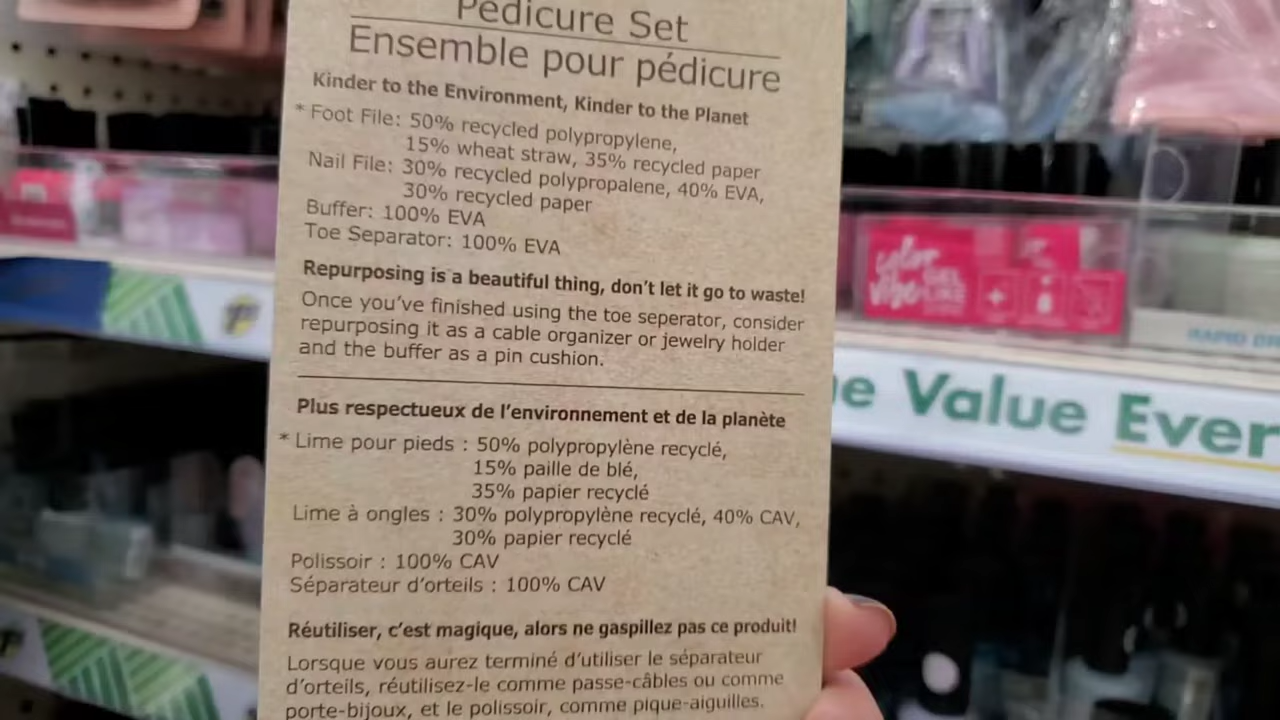 Pedicure Set
Ensemble pour pédicure
Kinder to the Environment, Kinder to the Planet
* Foot File: 50% recycled polypropylene,
15% wheat straw, 35% recycled paper
Nail File: 30% recycled polypropalene, 40% EVA,
30% recycled paper
Buffer: 100% EVA
Toe Separator: 100% EVA
Repurposing is a beautiful thing, don't let it go to waste!
Once you've finished using the toe seperator, consider
repurposing it as a cable organizer or jewelry holder
and the buffer as a pin cushion.
Plus respectueux de l'environnement et de la planète
* Lime pour pieds : 50% polypropylène recyclé,
15% paille de blé,
35% papier recyclé
Lime à ongles : 30% polypropylène recyclé, 40% CAV,
30% papier recyclé
Polissoir : 100% CAV
Séparateur d'orteils : 100% CAV
Réutiliser, c'est magique, alors ne gaspillez pas ce produit!
Lorsque vous aurez terminé d'utiliser le séparateur
d'orteils, réutilisez-le comme passe-câbles ou comme
porte-bijoux, et le polissoir, comme pique-aiguilles.
color
vibe GEL
LIKE
Value Ever